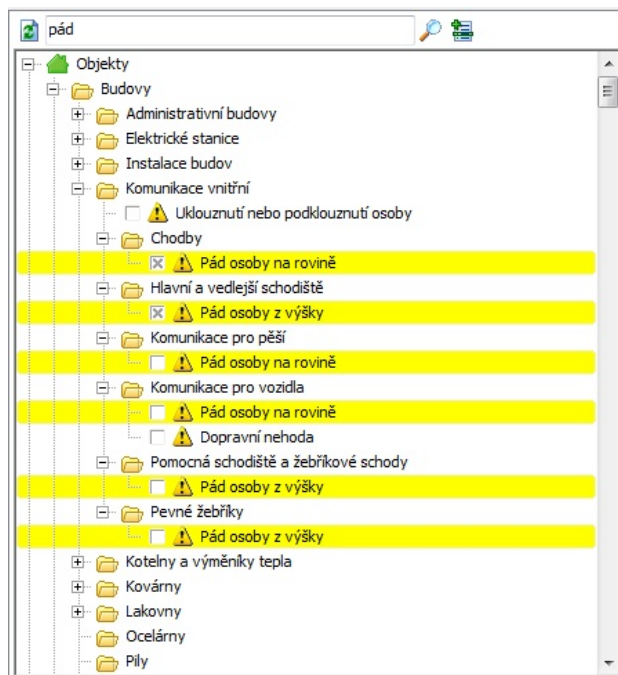 pád
Objekty
Budovy
Administrativní budovy
Elektrické stanice
Instalace budov
Komunikace vnitřní
Uklouznutí nebo podklouznutí osoby
Chodby
Pád osoby na rovině
Hlavní a vedlejší schodiště
Pád osoby z výšky
Komunikace pro pěší
Pád osoby na rovině
Komunikace pro vozidla
Pád osoby na rovině
Dopravní nehoda
Pomocná schodiště a žebříkové schody
Pád osoby z výšky
Pevné žebříky
Pád osoby z výšky
Kotelny a výměníky tepla
Kovárny
Lakovny
Ocelárny
Pily